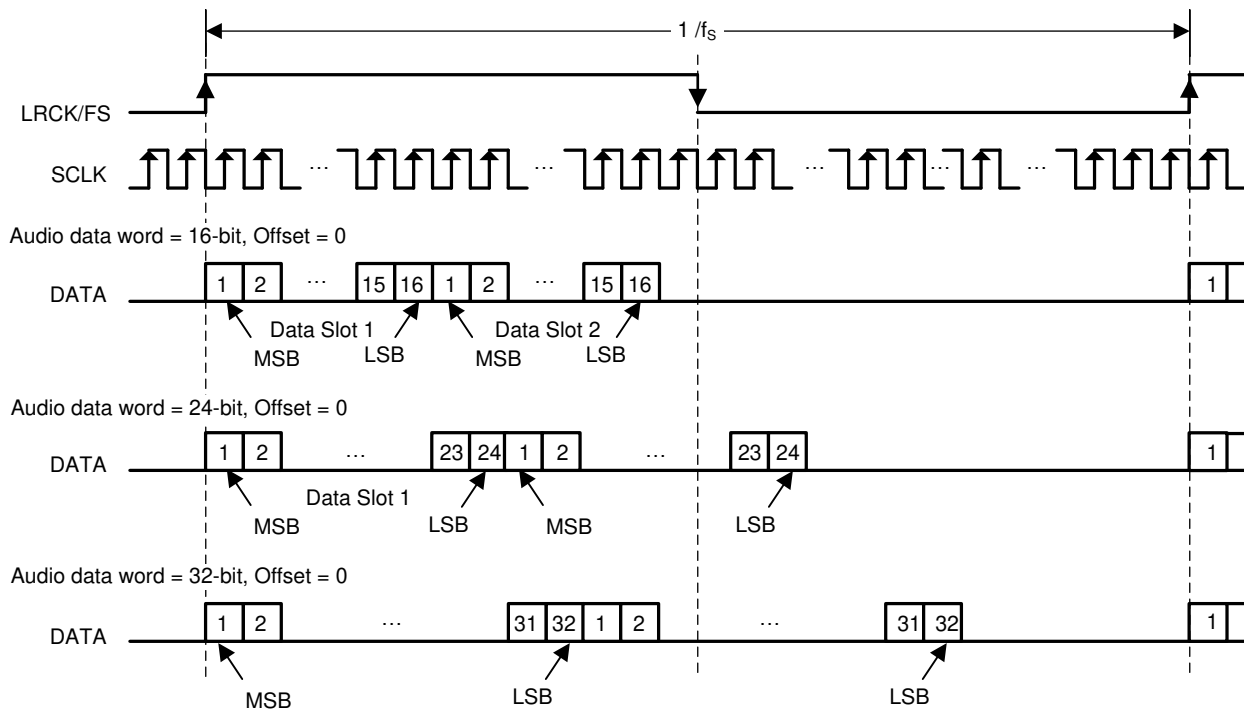 1 /fS
LRCK/FS
SCLK … … … … …
Audio data word = 16-bit, Offset = 0
DATA 1 2 … 15 16 1 2 … 15 16 1
Data Slot 1 Data Slot 2
MSB LSB MSB LSB
Audio data word = 24-bit, Offset = 0
DATA 1 2 … 23 24 1 2 … 23 24 1
Data Slot 1
MSB LSB MSB LSB
Audio data word = 32-bit, Offset = 0
DATA 1 2 … 31 32 1 2 … 31 32 1
MSB LSB LSB